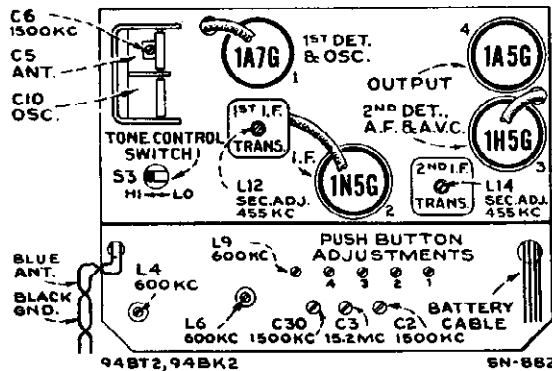 C6
1500KC
C5
ANT.
C10
OSC.
1A7G
1
1ST DET.
& OSC.
4
1A5G
OUTPUT
2ND DET.,
A.F. & A.V.C.
1H5G
3
TONE CONTROL
SWITCH
S3
HI LO
1ST I.F.
TRANS.
I.F.
1N5G
2
L12
SEC. ADJ.
455 KC
2ND I.F.
TRANS.
L14
SEC. ADJ.
455 KC
BLUE
ANT.
BLACK
GND.
L4
600KC
L9
600KC
PUSH BUTTON
ADJUSTMENTS
4 3 2 1
L6
600KC
C30
1500KC
C3
15.2MC
C2
1500KC
BATTERY
CABLE
94BT2, 94BK2
SN-882